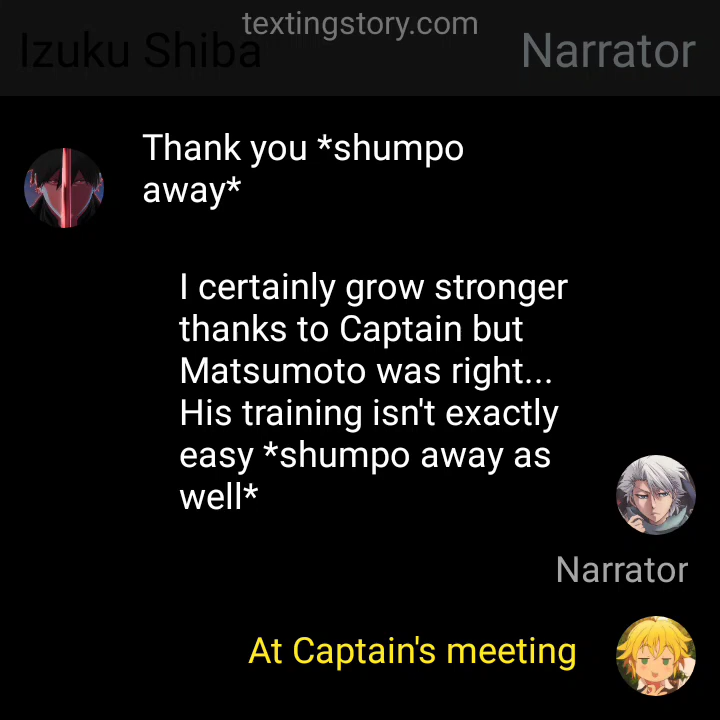 textingstory.com
Izuku Shiba
Narrator
Thank you *shumpo
away*
I certainly grow stronger
thanks to Captain but
Matsumoto was right...
His training isn't exactly
easy *shumpo away as
well*
Narrator
At Captain's meeting